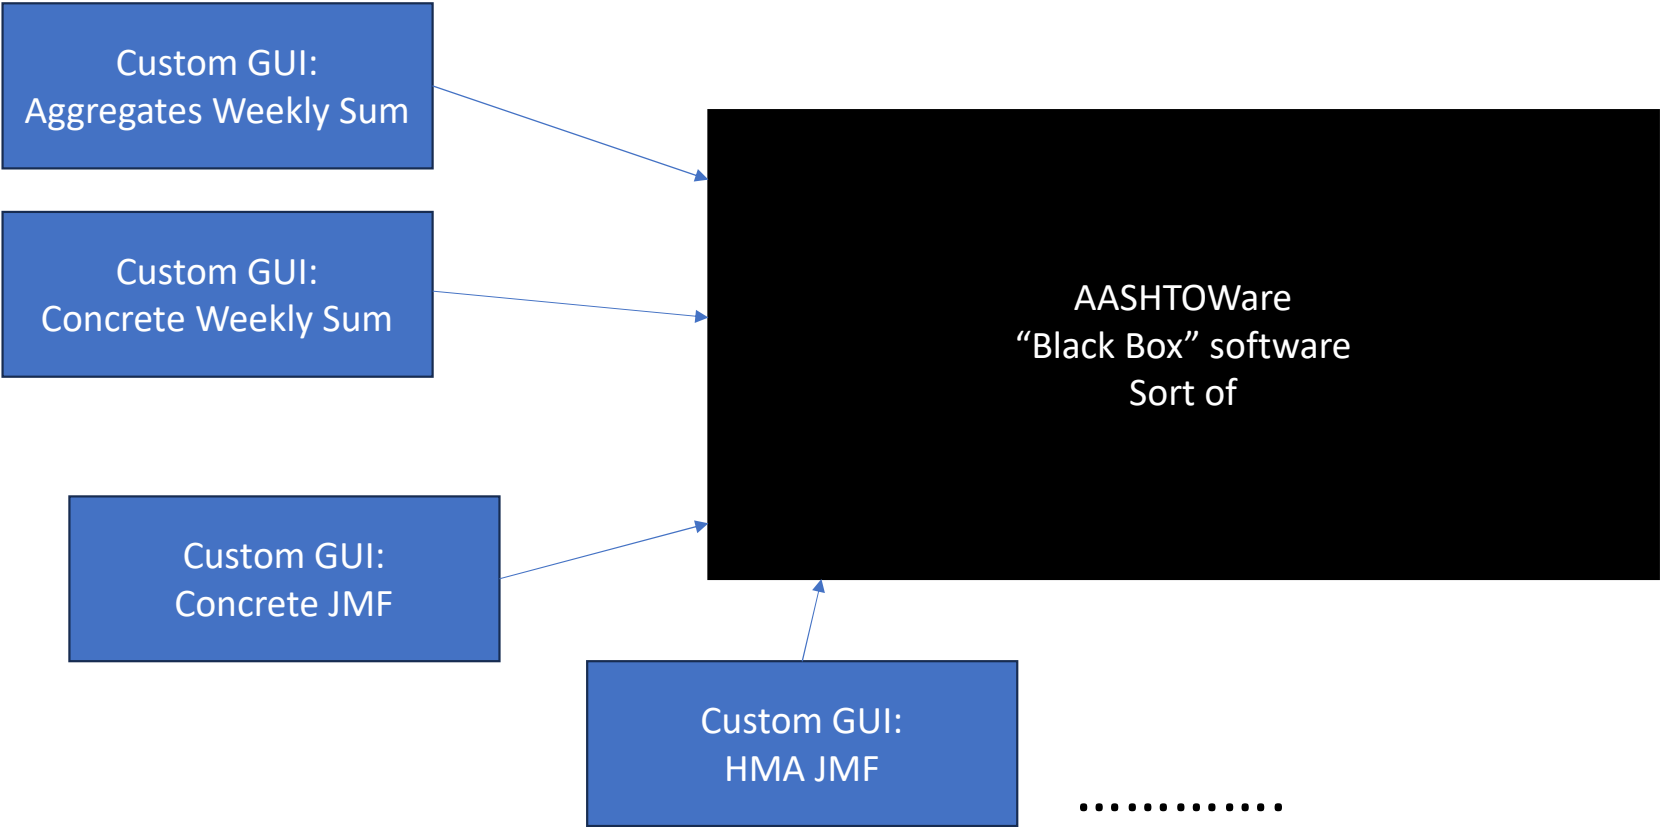 Custom GUI:
Aggregates Weekly Sum
Custom GUI:
Concrete Weekly Sum
AASHTOWare
“Black Box” software
Sort of
Custom GUI:
Concrete JMF
Custom GUI:
HMA JMF
.............